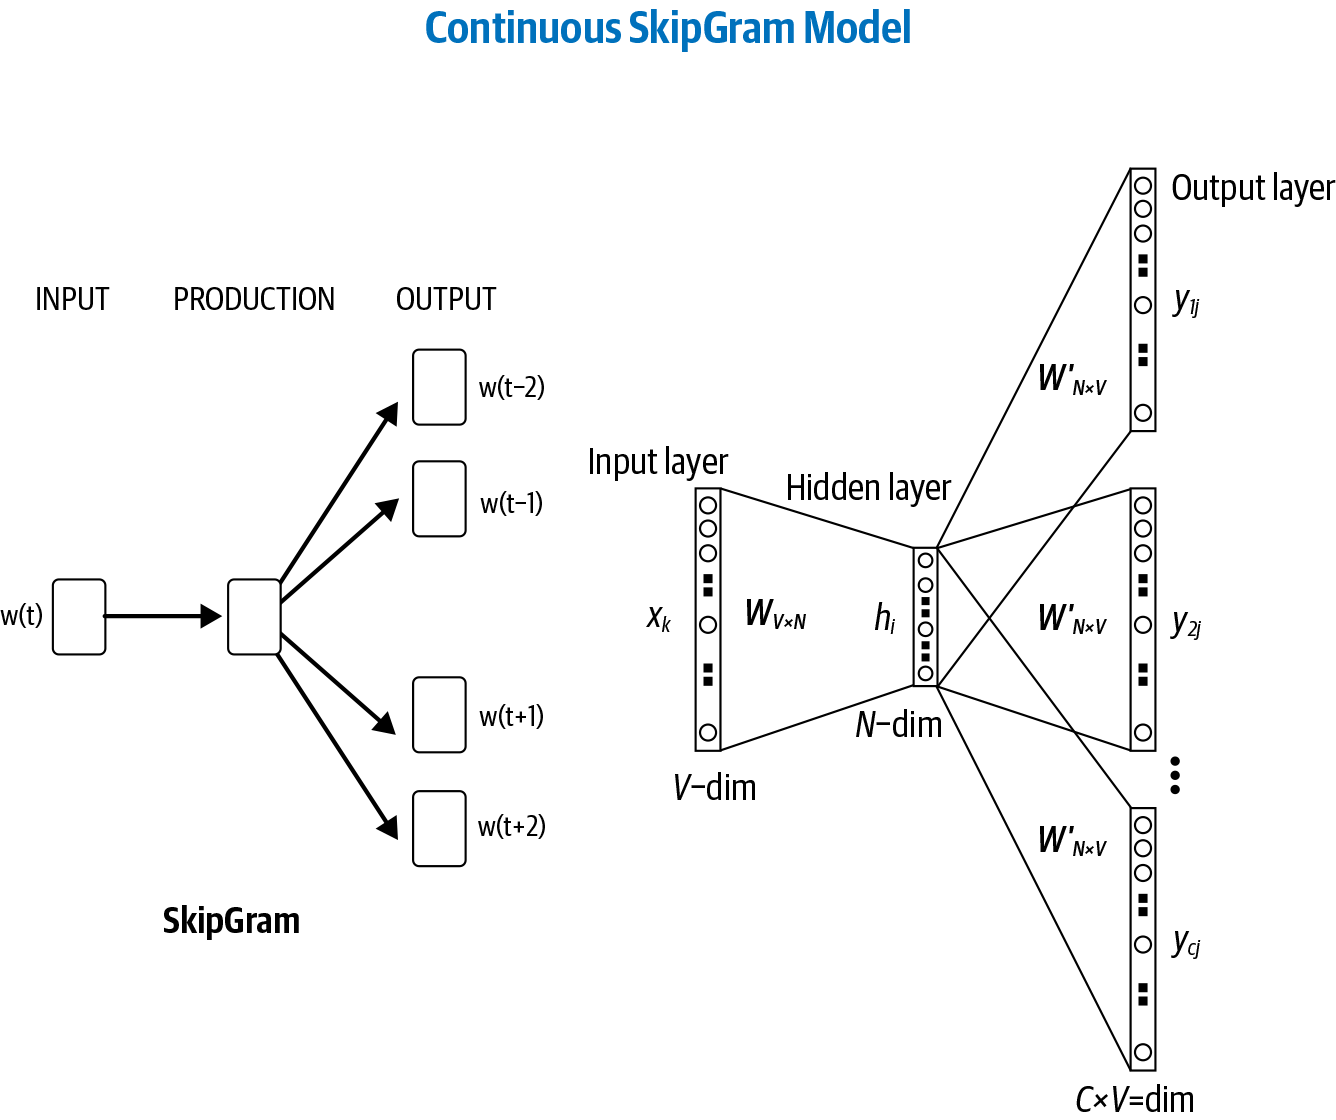 Continuous SkipGram Model
INPUT
PRODUCTION
OUTPUT
w(t)
w(t−2)
w(t−1)
w(t+1)
w(t+2)
SkipGram
Input layer
xk
WV×N
V−dim
Hidden layer
hi
N−dim
W'N×V
W'N×V
W'N×V
Output layer
y1j
y2j
ycj
C×V=dim